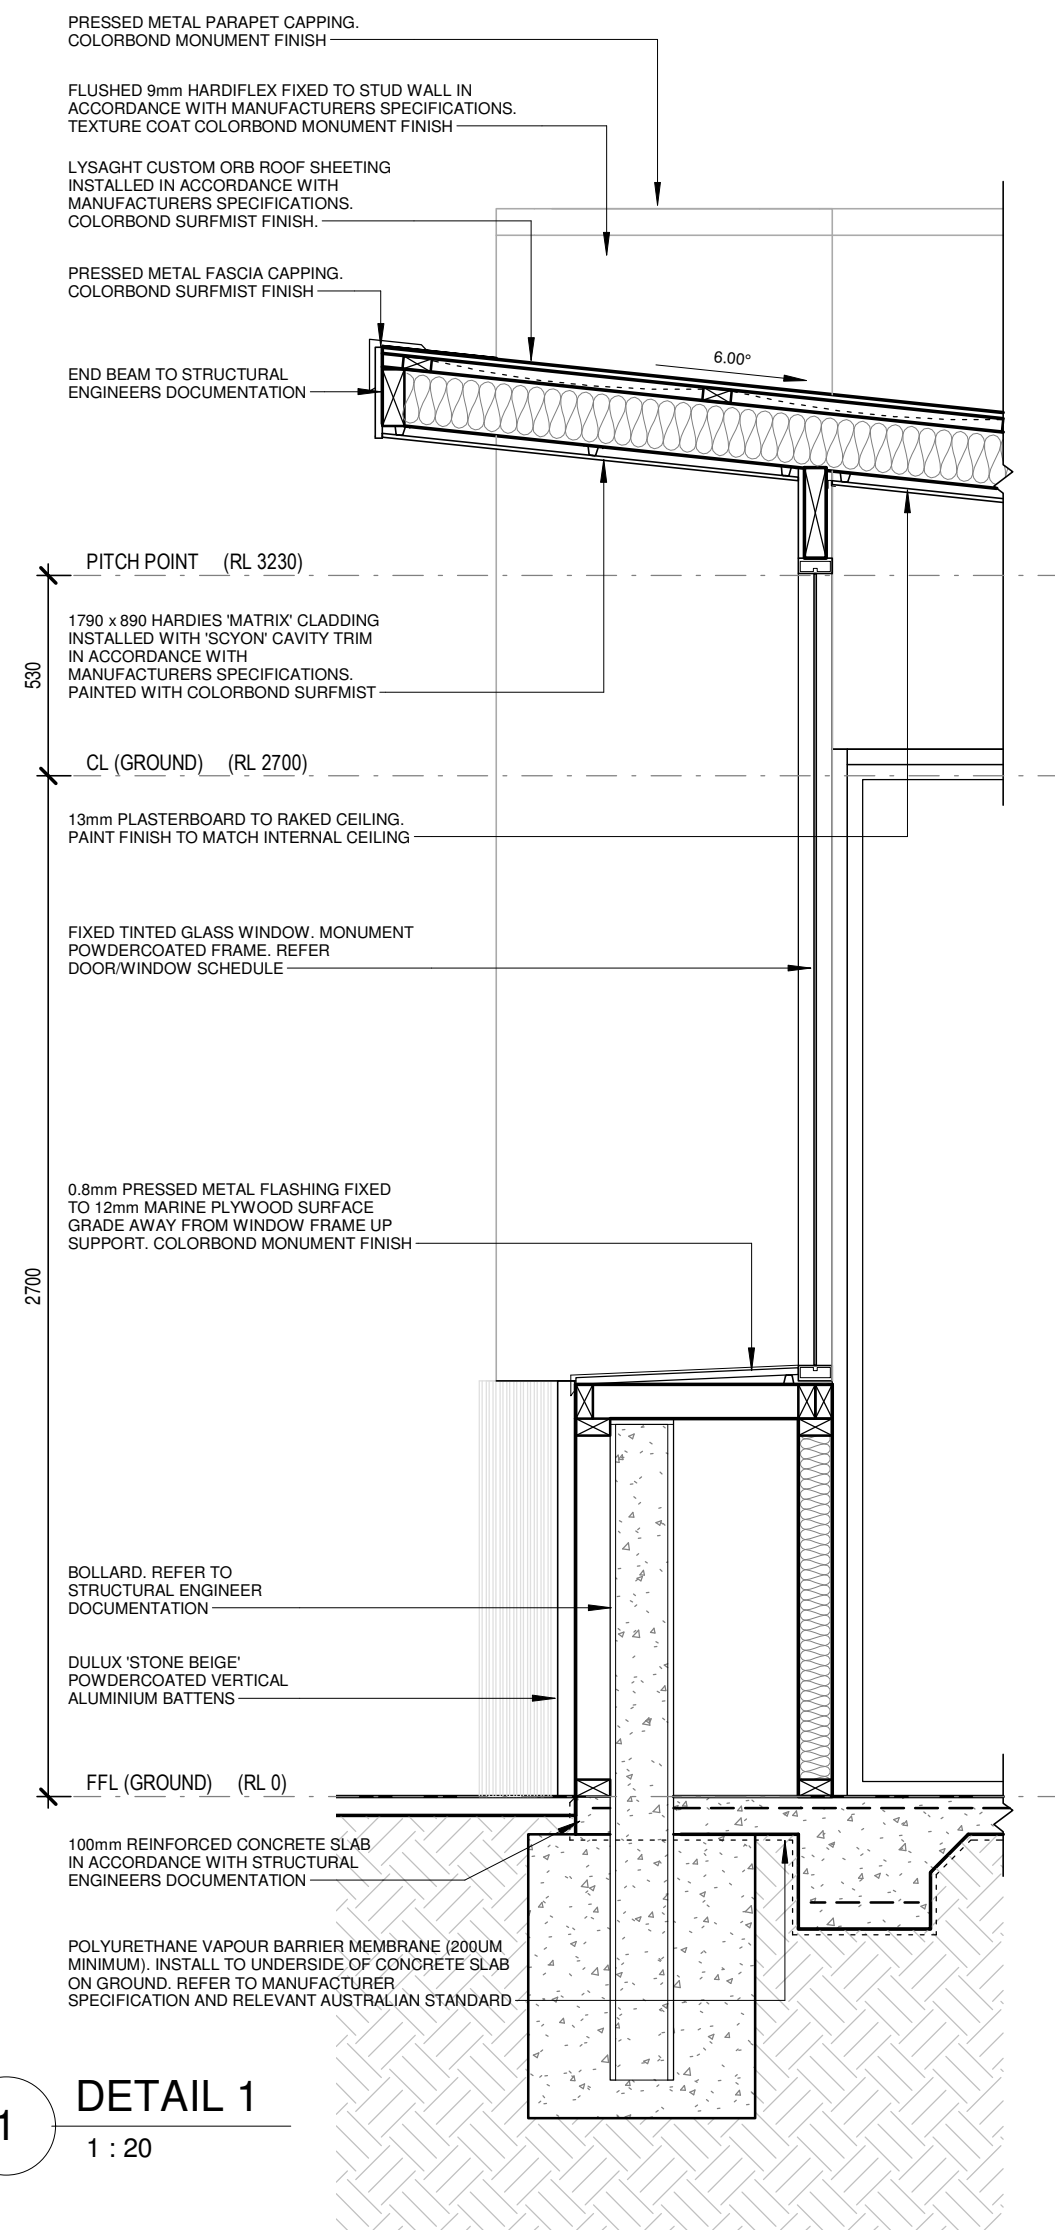 PRESSED METAL PARAPET CAPPING.
COLORBOND MONUMENT FINISH
FLUSHED 9mm HARDIFLEX FIXED TO STUD WALL IN
ACCORDANCE WITH MANUFACTURERS SPECIFICATIONS.
TEXTURE COAT COLORBOND MONUMENT FINISH
LYSAGHT CUSTOM ORB ROOF SHEETING
INSTALLED IN ACCORDANCE WITH
MANUFACTURERS SPECIFICATIONS.
COLORBOND SURFMIST FINISH.
PRESSED METAL FASCIA CAPPING.
COLORBOND SURFMIST FINISH
6.00°
END BEAM TO STRUCTURAL
ENGINEERS DOCUMENTATION
PITCH POINT (RL 3230)
1790 x 890 HARDIES 'MATRIX' CLADDING
INSTALLED WITH 'SCYON' CAVITY TRIM
IN ACCORDANCE WITH
MANUFACTURERS SPECIFICATIONS.
PAINTED WITH COLORBOND SURFMIST
530
CL (GROUND) (RL 2700)
13mm PLASTERBOARD TO RAKED CEILING.
PAINT FINISH TO MATCH INTERNAL CEILING
FIXED TINTED GLASS WINDOW. MONUMENT
POWDERCOATED FRAME. REFER
DOOR/WINDOW SCHEDULE
0.8mm PRESSED METAL FLASHING FIXED
TO 12mm MARINE PLYWOOD SURFACE
GRADE AWAY FROM WINDOW FRAME UP
SUPPORT. COLORBOND MONUMENT FINISH
2700
BOLLARD. REFER TO
STRUCTURAL ENGINEER
DOCUMENTATION
DULUX 'STONE BEIGE'
POWDERCOATED VERTICAL
ALUMINIUM BATTENS
FFL (GROUND) (RL 0)
100mm REINFORCED CONCRETE SLAB
IN ACCORDANCE WITH STRUCTURAL
ENGINEERS DOCUMENTATION
POLYURETHANE VAPOUR BARRIER MEMBRANE (200UM
MINIMUM). INSTALL TO UNDERSIDE OF CONCRETE SLAB
ON GROUND. REFER TO MANUFACTURER
SPECIFICATION AND RELEVANT AUSTRALIAN STANDARD
1
DETAIL 1
1 : 20